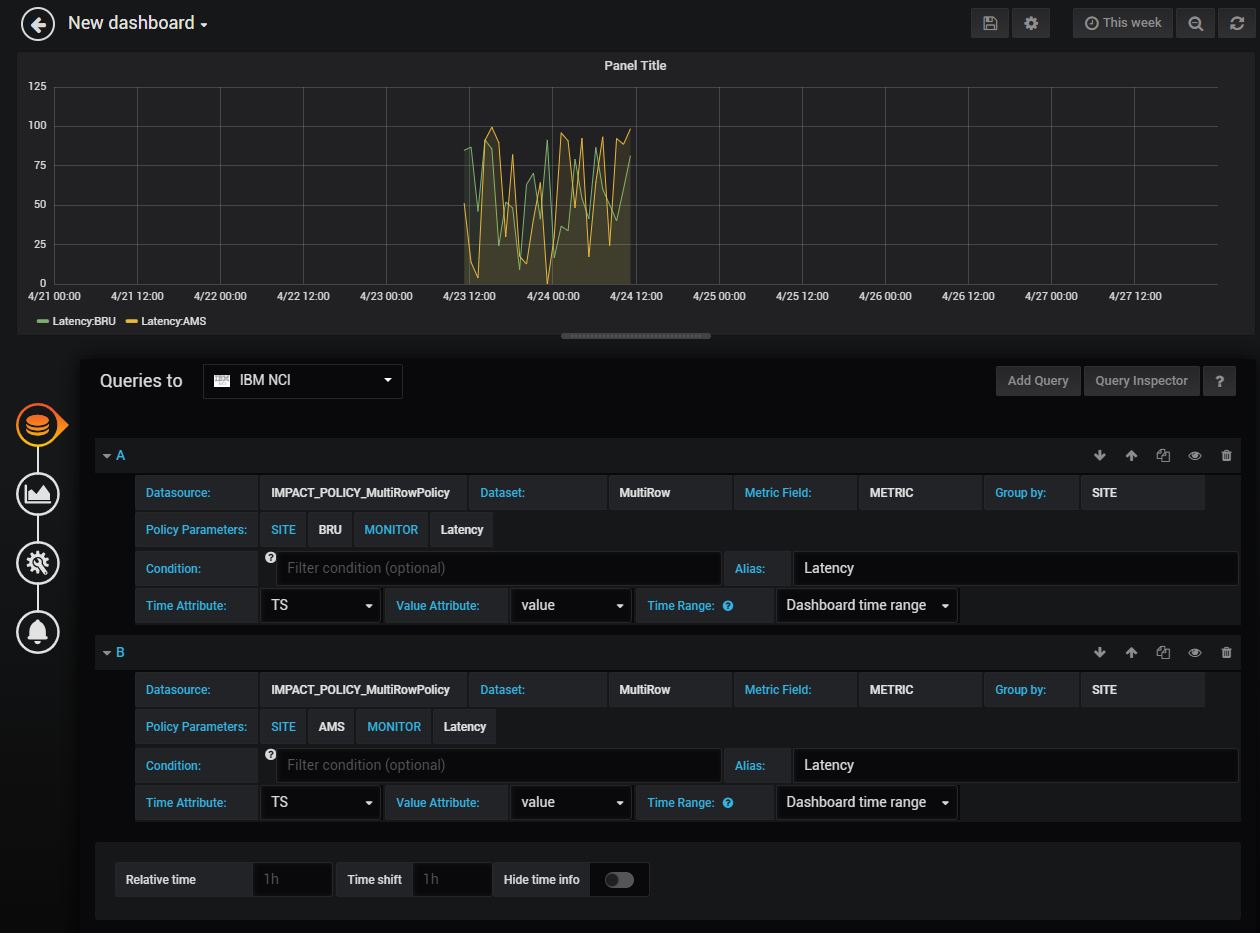 New dashboard
This week
Panel Title
125
100
75
50
25
0
4/21 00:00 4/21 12:00 4/22 00:00 4/22 12:00 4/23 00:00 4/23 12:00 4/24 00:00 4/24 12:00 4/25 00:00 4/25 12:00 4/26 00:00 4/26 12:00 4/27 00:00 4/27 12:00
Latency:BRU Latency:AMS
Queries to IBM NCI Add Query Query Inspector ?
A
Datasource: IMPACT_POLICY_MultiRowPolicy Dataset: MultiRow Metric Field: METRIC Group by: SITE
Policy Parameters: SITE BRU MONITOR Latency
Condition: ? Filter condition (optional) Alias: Latency
Time Attribute: TS Value Attribute: value Time Range: ? Dashboard time range
B
Datasource: IMPACT_POLICY_MultiRowPolicy Dataset: MultiRow Metric Field: METRIC Group by: SITE
Policy Parameters: SITE AMS MONITOR Latency
Condition: ? Filter condition (optional) Alias: Latency
Time Attribute: TS Value Attribute: value Time Range: ? Dashboard time range
Relative time 1h Time shift 1h Hide time info